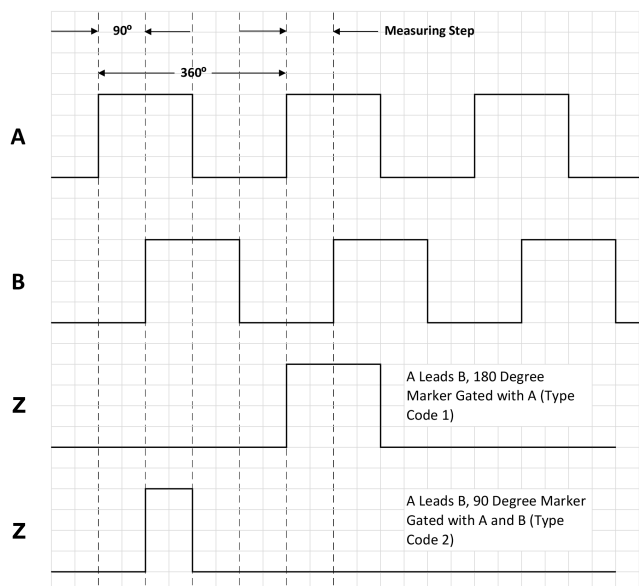 90º
Measuring Step
360º
A
B
Z
A Leads B, 180 Degree
Marker Gated with A (Type
Code 1)
Z
A Leads B, 90 Degree Marker
Gated with A and B (Type
Code 2)